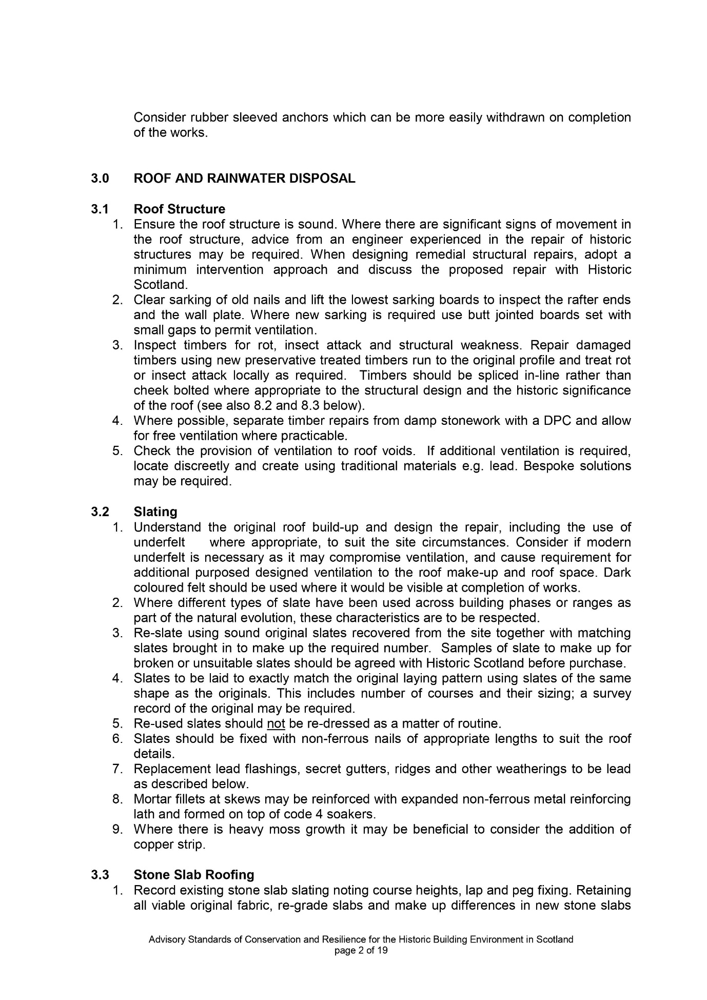 Consider rubber sleeved anchors which can be more easily withdrawn on completion
of the works.
3.0 ROOF AND RAINWATER DISPOSAL
3.1 Roof Structure
1. Ensure the roof structure is sound. Where there are significant signs of movement in
the roof structure, advice from an engineer experienced in the repair of historic
structures may be required. When designing remedial structural repairs, adopt a
minimum intervention approach and discuss the proposed repair with Historic
Scotland.
2. Clear sarking of old nails and lift the lowest sarking boards to inspect the rafter ends
and the wall plate. Where new sarking is required use butt jointed boards set with
small gaps to permit ventilation.
3. Inspect timbers for rot, insect attack and structural weakness. Repair damaged
timbers using new preservative treated timbers run to the original profile and treat rot
or insect attack locally as required. Timbers should be spliced in-line rather than
cheek bolted where appropriate to the structural design and the historic significance
of the roof (see also 8.2 and 8.3 below).
4. Where possible, separate timber repairs from damp stonework with a DPC and allow
for free ventilation where practicable.
5. Check the provision of ventilation to roof voids. If additional ventilation is required,
locate discreetly and create using traditional materials e.g. lead. Bespoke solutions
may be required.
3.2 Slating
1. Understand the original roof build-up and design the repair, including the use of
underfelt where appropriate, to suit the site circumstances. Consider if modern
underfelt is necessary as it may compromise ventilation, and cause requirement for
additional purposed designed ventilation to the roof make-up and roof space. Dark
coloured felt should be used where it would be visible at completion of works.
2. Where different types of slate have been used across building phases or ranges as
part of the natural evolution, these characteristics are to be respected.
3. Re-slate using sound original slates recovered from the site together with matching
slates brought in to make up the required number. Samples of slate to make up for
broken or unsuitable slates should be agreed with Historic Scotland before purchase.
4. Slates to be laid to exactly match the original laying pattern using slates of the same
shape as the originals. This includes number of courses and their sizing; a survey
record of the original may be required.
5. Re-used slates should not be re-dressed as a matter of routine.
6. Slates should be fixed with non-ferrous nails of appropriate lengths to suit the roof
details.
7. Replacement lead flashings, secret gutters, ridges and other weatherings to be lead
as described below.
8. Mortar fillets at skews may be reinforced with expanded non-ferrous metal reinforcing
lath and formed on top of code 4 soakers.
9. Where there is heavy moss growth it may be beneficial to consider the addition of
copper strip.
3.3 Stone Slab Roofing
1. Record existing stone slab slating noting course heights, lap and peg fixing. Retaining
all viable original fabric, re-grade slabs and make up differences in new stone slabs
Advisory Standards of Conservation and Resilience for the Historic Building Environment in Scotland
page 2 of 19